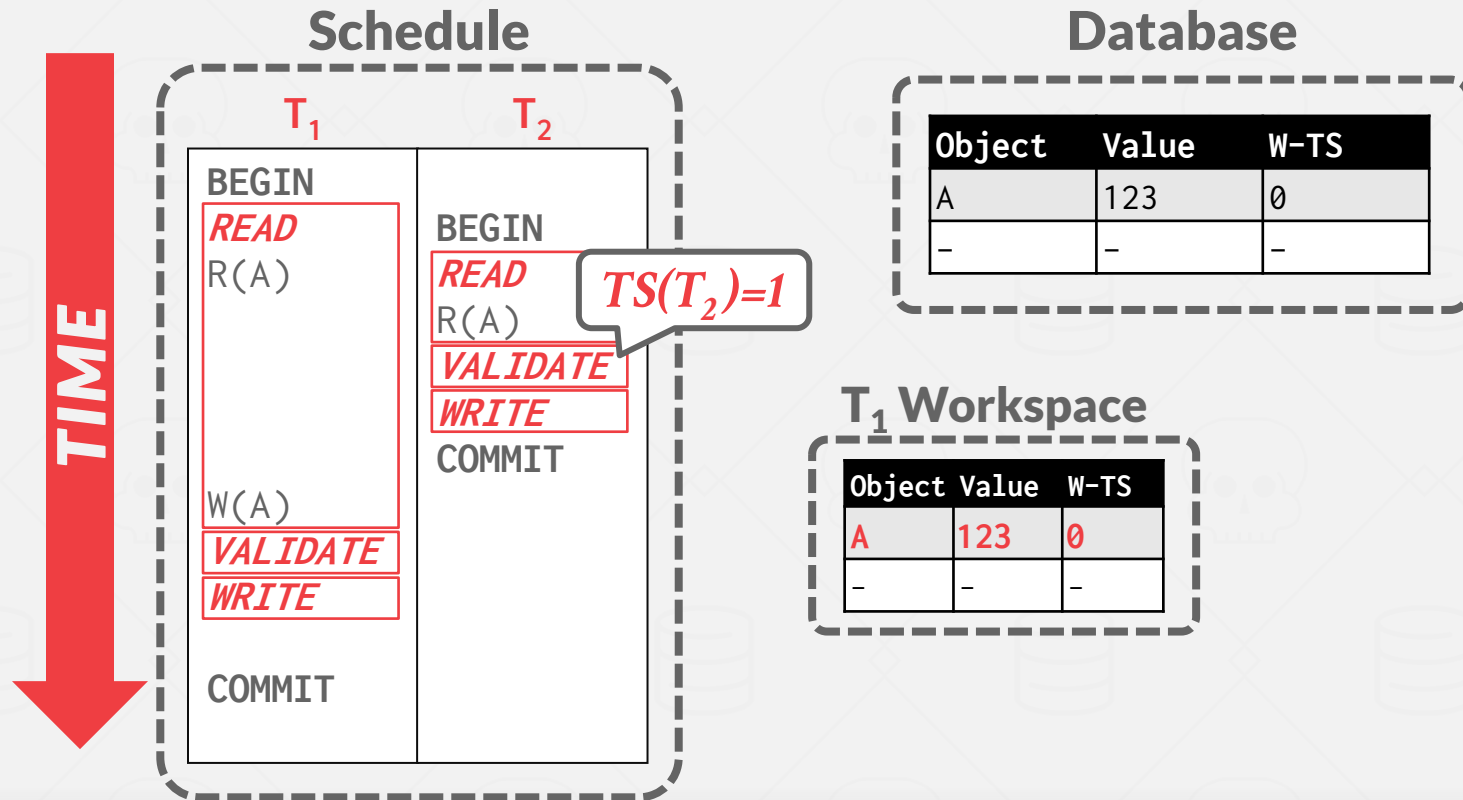 Schedule
TIME
T₁ T₂
BEGIN
READ
R(A)
W(A)
VALIDATE
WRITE
COMMIT
BEGIN
READ
R(A)
VALIDATE
WRITE
COMMIT
TS(T₂)=1
Database
Object Value W-TS
A 123 0
- - -
T₁ Workspace
Object Value W-TS
A 123 0
- - -